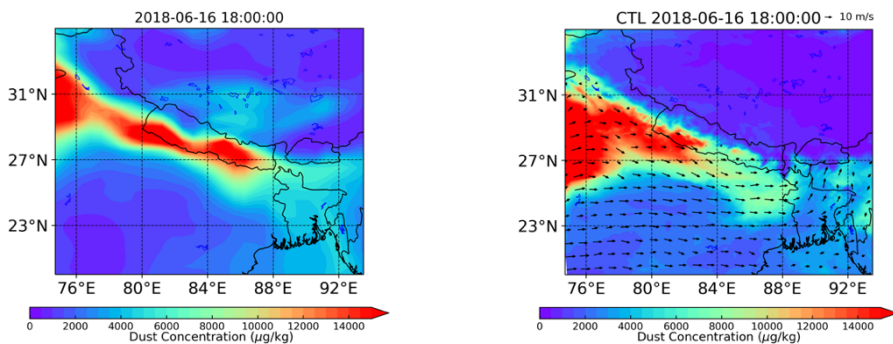 2018-06-16 18:00:00
31°N
27°N
23°N
76°E 80°E 84°E 88°E 92°E
0 2000 4000 6000 8000 10000 12000 14000
Dust Concentration (μg/kg)
CTL 2018-06-16 18:00:00 → 10 m/s
31°N
27°N
23°N
76°E 80°E 84°E 88°E 92°E
0 2000 4000 6000 8000 10000 12000 14000
Dust Concentration (μg/kg)